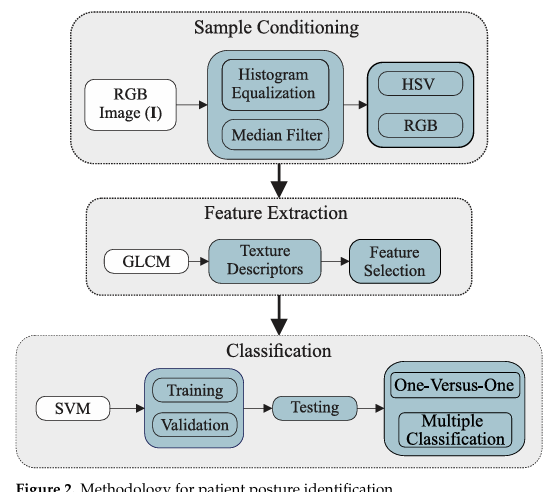 Sample Conditioning
RGB
Image (I)
Histogram
Equalization
Median Filter
HSV
RGB
Feature Extraction
GLCM
Texture
Descriptors
Feature
Selection
Classification
SVM
Training
Validation
Testing
One-Versus-One
Multiple
Classification
Figure 2. Methodology for patient posture identification